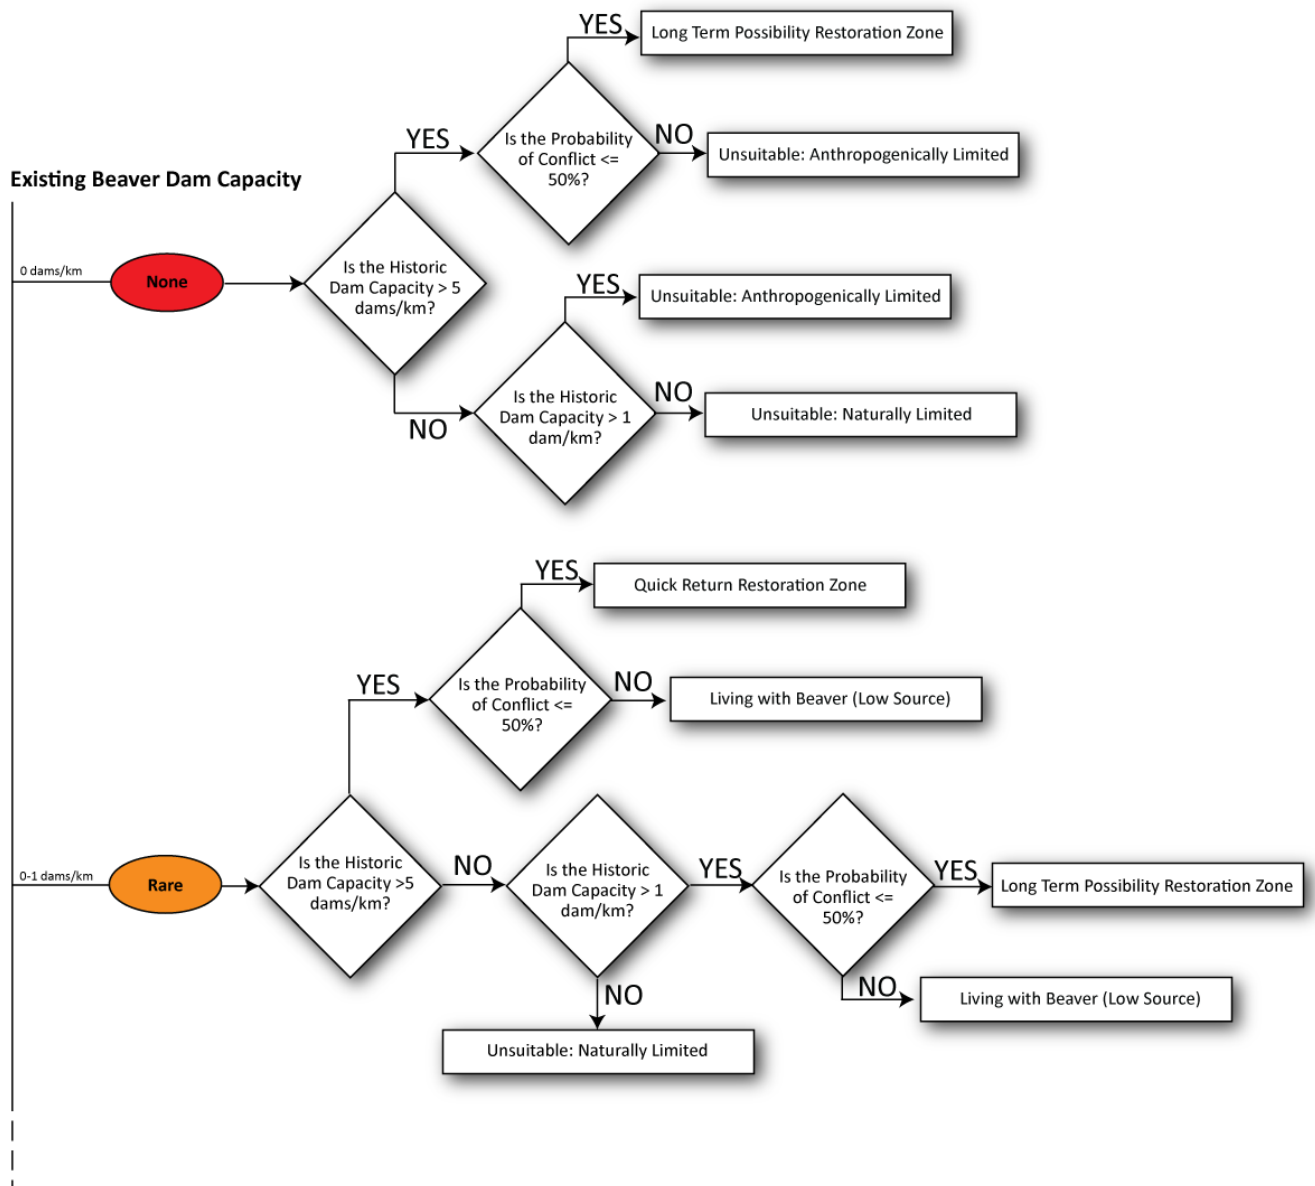 YES
Long Term Possibility Restoration Zone
Is the Probability
of Conflict <=
50%?
YES
NO
Unsuitable: Anthropogenically Limited
Existing Beaver Dam Capacity
0 dams/km
None
Is the Historic
Dam Capacity > 5
dams/km?
YES
Unsuitable: Anthropogenically Limited
NO
Is the Historic
Dam Capacity > 1
dam/km?
NO
Unsuitable: Naturally Limited
YES
Quick Return Restoration Zone
YES
Is the Probability
of Conflict <=
50%?
NO
Living with Beaver (Low Source)
0-1 dams/km
Rare
Is the Historic
Dam Capacity >5
dams/km?
NO
Is the Historic
Dam Capacity > 1
dam/km?
YES
Is the Probability
of Conflict <=
50%?
YES
Long Term Possibility Restoration Zone
NO
Living with Beaver (Low Source)
NO
Unsuitable: Naturally Limited